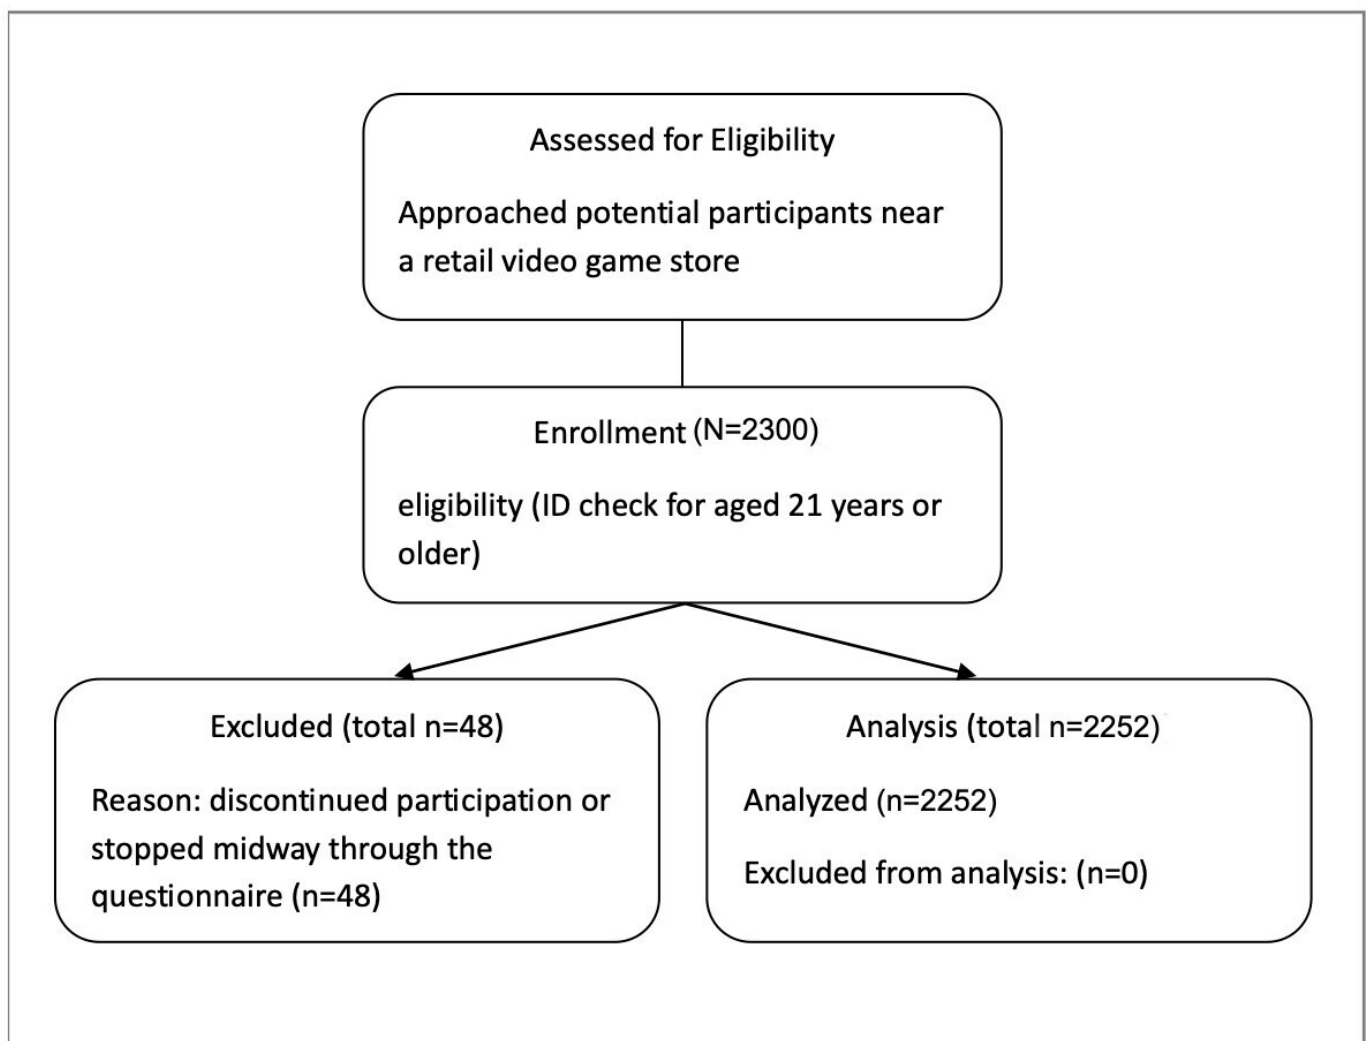 Assessed for Eligibility
Approached potential participants near
a retail video game store
Enrollment (N=2300)
eligibility (ID check for aged 21 years or
older)
Excluded (total n=48)
Reason: discontinued participation or
stopped midway through the
questionnaire (n=48)
Analysis (total n=2252)
Analyzed (n=2252)
Excluded from analysis: (n=0)